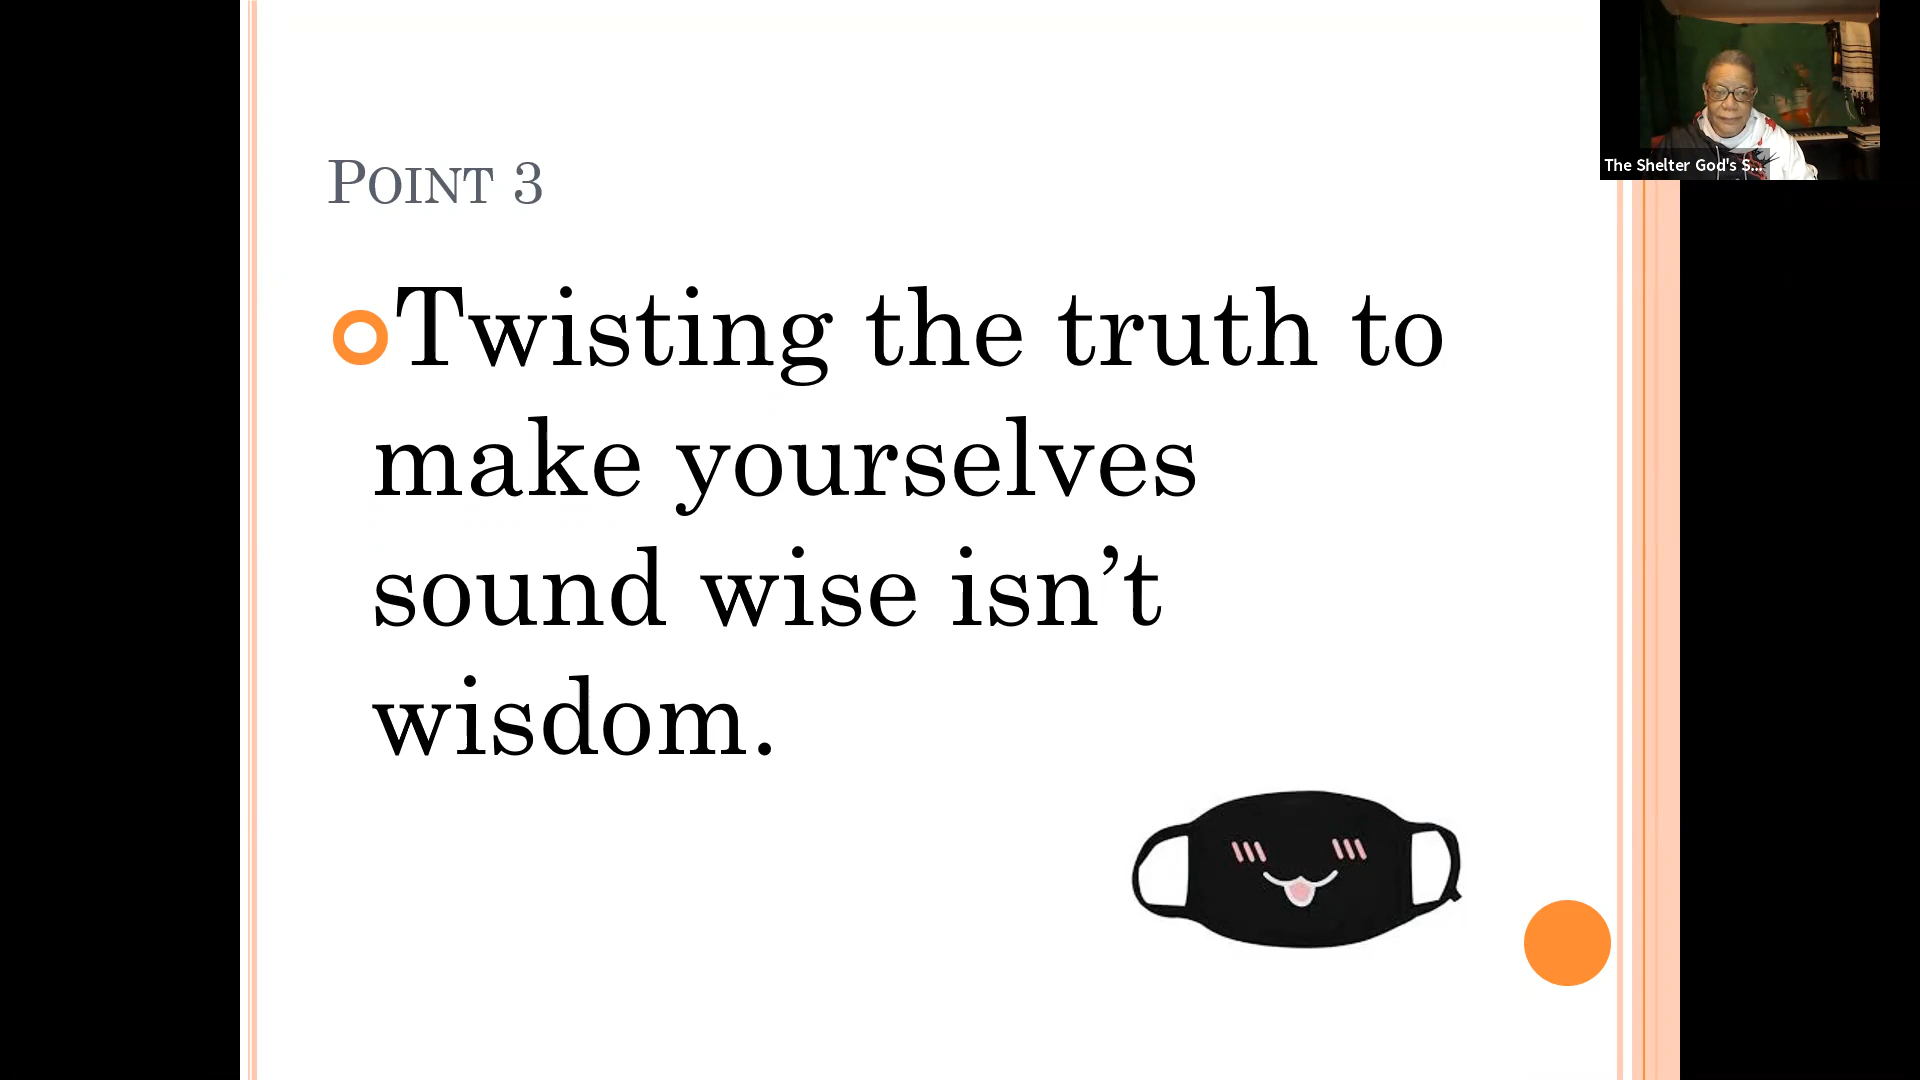 POINT 3
Twisting the truth to
make yourselves
sound wise isn’t
wisdom.
The Shelter God's S...